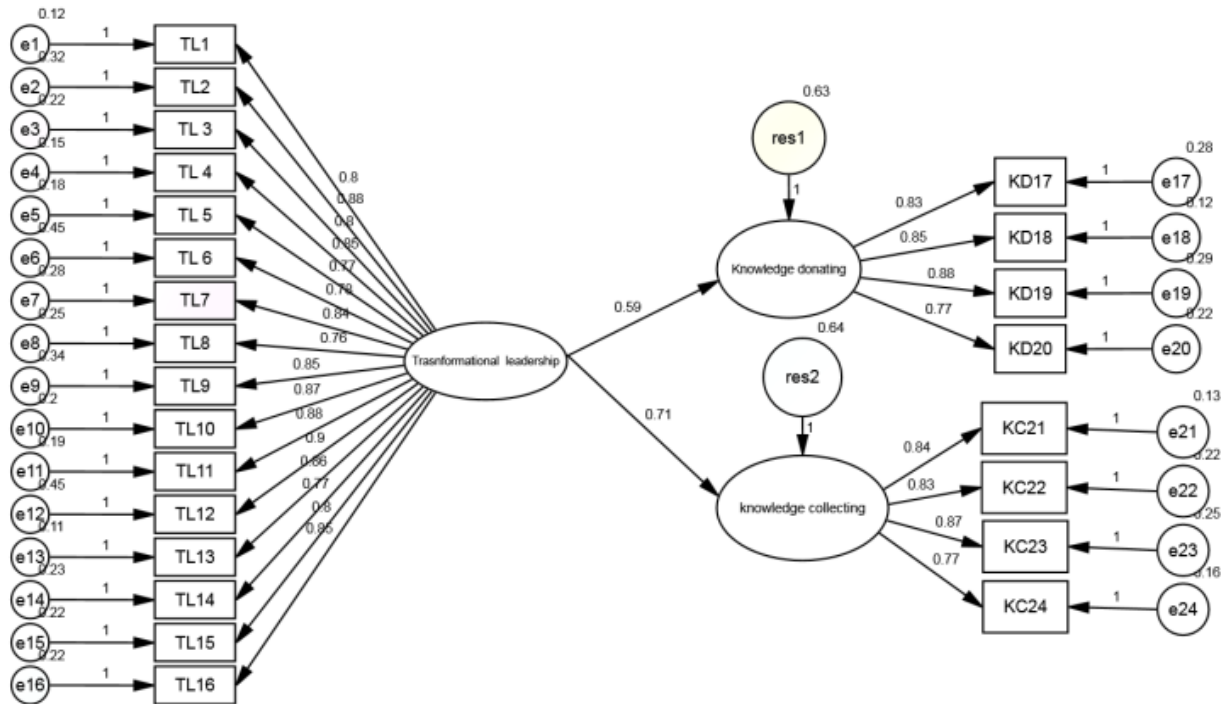 0.12
e1 1 TL1
0.32
e2 1 TL2
0.22
e3 1 TL 3
0.15
e4 1 TL 4
0.18
e5 1 TL 5
0.45
e6 1 TL 6
0.28
e7 1 TL7
0.25
e8 1 TL8
0.34
e9 1 TL9
0.2
e10 1 TL10
0.19
e11 1 TL11
0.45
e12 1 TL12
0.11
e13 1 TL13
0.23
e14 1 TL14
0.22
e15 1 TL15
0.22
e16 1 TL16
0.8
0.88
0.8
0.85
0.77
0.84
0.76
0.85
0.87
0.88
0.9
0.86
0.77
0.8
0.85
Trasnformational leadership
0.59
0.71
0.63
res1
1
Knowledge donating
0.64
res2
1
knowledge collecting
0.83
0.85
0.88
0.77
0.28
KD17 1 e17
0.12
KD18 1 e18
0.29
KD19 1 e19
0.22
KD20 1 e20
0.84
0.83
0.87
0.77
0.13
KC21 1 e21
0.22
KC22 1 e22
0.25
KC23 1 e23
0.16
KC24 1 e24